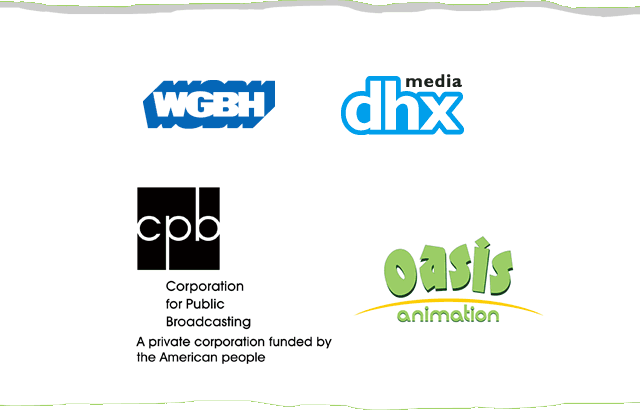 WGBH
media
dhx
cpb
Corporation
for Public
Broadcasting
A private corporation funded by
the American people
oasis
animation